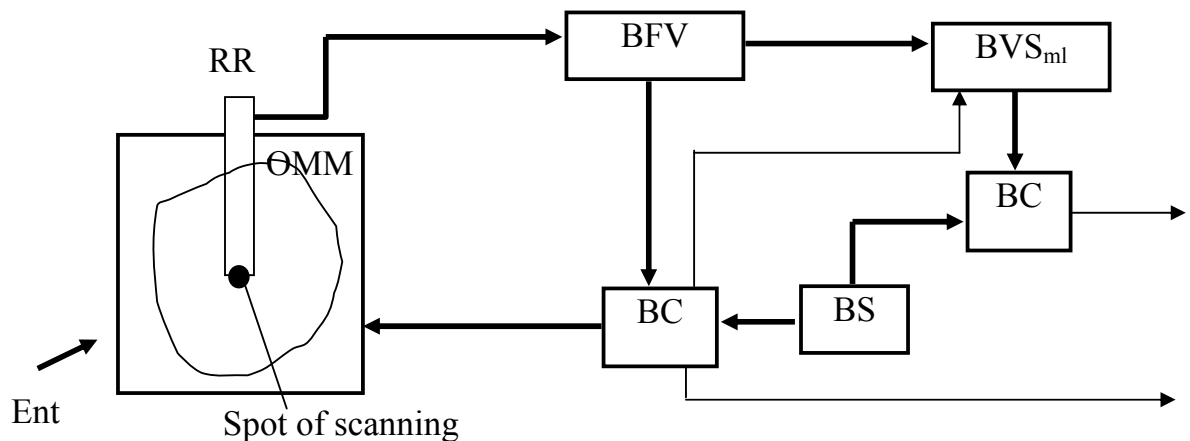 RR
BFV
BVSml
OMM
BC
BC
BS
Ent
Spot of scanning